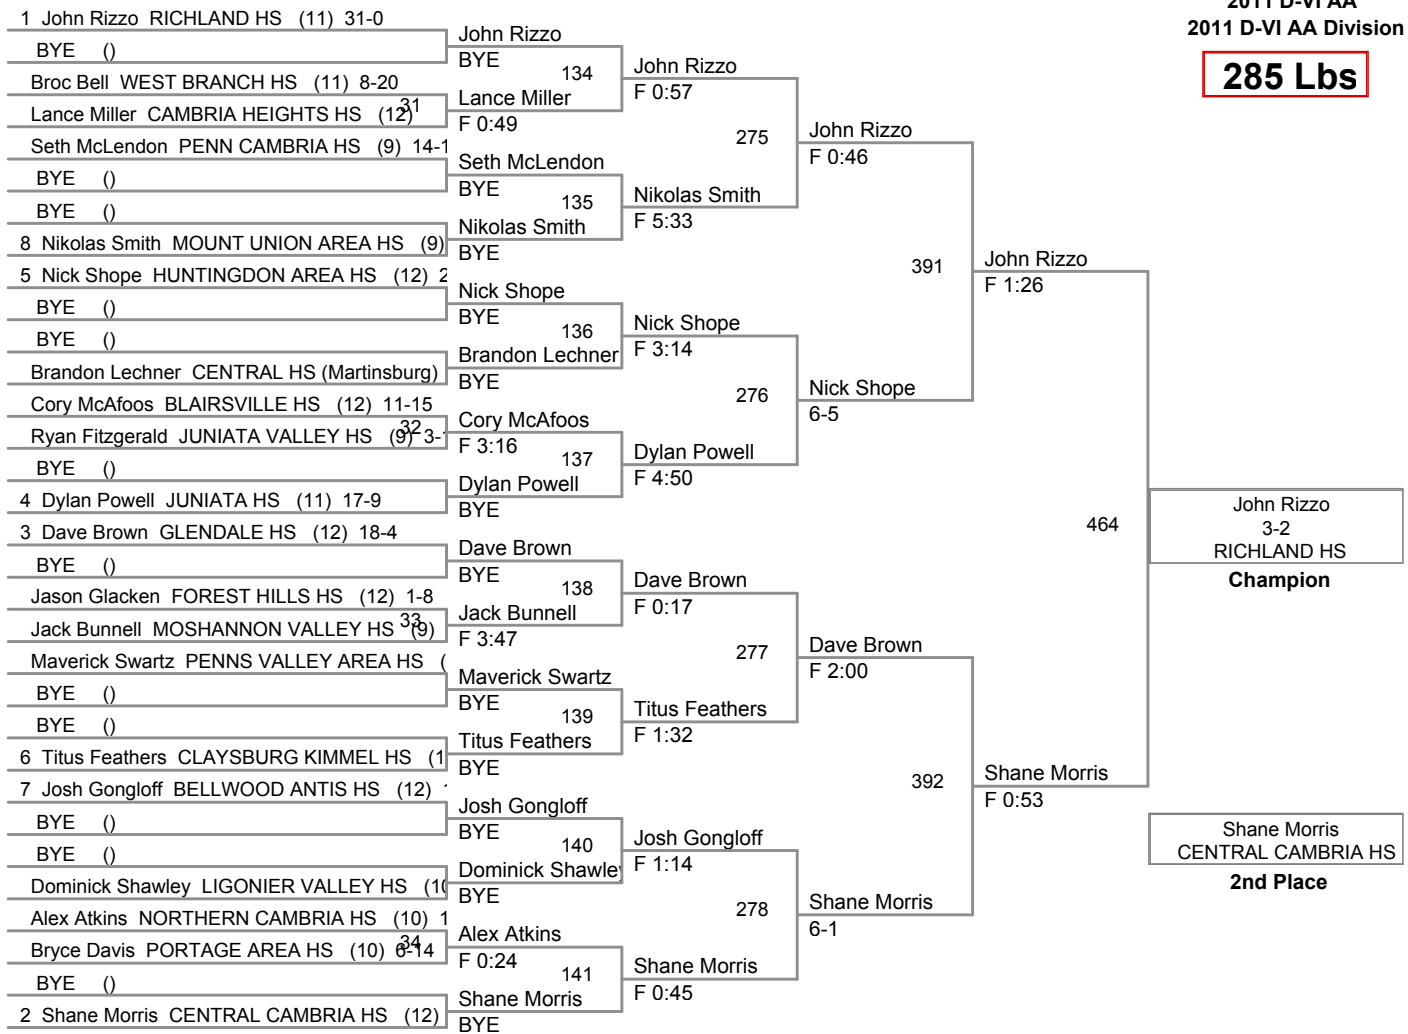 2011 D-VI AA
2011 D-VI AA Division
285 Lbs
1 John Rizzo RICHLAND HS (11) 31-0
BYE ()
Broc Bell WEST BRANCH HS (11) 8-20
31
Lance Miller CAMBRIA HEIGHTS HS (12)
Seth McLendon PENN CAMBRIA HS (9) 14-1
BYE ()
BYE ()
8 Nikolas Smith MOUNT UNION AREA HS (9)
5 Nick Shope HUNTINGDON AREA HS (12) 2
BYE ()
BYE ()
Brandon Lechner CENTRAL HS (Martinsburg)
Cory McAfoos BLAIRSVILLE HS (12) 11-15
32
Ryan Fitzgerald JUNIATA VALLEY HS (9) 3-
BYE ()
4 Dylan Powell JUNIATA HS (11) 17-9
3 Dave Brown GLENDALE HS (12) 18-4
BYE ()
Jason Glacken FOREST HILLS HS (12) 1-8
33
Jack Bunnell MOSHANNON VALLEY HS (9)
Maverick Swartz PENNS VALLEY AREA HS (
BYE ()
BYE ()
6 Titus Feathers CLAYSBURG KIMMEL HS (1
7 Josh Gongloff BELLWOOD ANTIS HS (12)
BYE ()
BYE ()
Dominick Shawley LIGONIER VALLEY HS (10
Alex Atkins NORTHERN CAMBRIA HS (10) 1
34
Bryce Davis PORTAGE AREA HS (10) 6-14
BYE ()
2 Shane Morris CENTRAL CAMBRIA HS (12)
John Rizzo
BYE
134
Lance Miller
F 0:49
Seth McLendon
BYE
135
Nikolas Smith
BYE
Nick Shope
BYE
136
Brandon Lechner
BYE
Cory McAfoos
F 3:16
137
Dylan Powell
BYE
Dave Brown
BYE
138
Jack Bunnell
F 3:47
Maverick Swartz
BYE
139
Titus Feathers
BYE
Josh Gongloff
BYE
140
Dominick Shawley
BYE
Alex Atkins
F 0:24
141
Shane Morris
BYE
John Rizzo
F 0:57
275
Nikolas Smith
F 5:33
Nick Shope
F 3:14
276
Dylan Powell
F 4:50
Dave Brown
F 0:17
277
Titus Feathers
F 1:32
Josh Gongloff
F 1:14
278
Shane Morris
F 0:45
John Rizzo
F 0:46
391
Nick Shope
6-5
Dave Brown
F 2:00
392
Shane Morris
6-1
John Rizzo
F 1:26
464
Shane Morris
F 0:53
John Rizzo
3-2
RICHLAND HS
Champion
Shane Morris
CENTRAL CAMBRIA HS
2nd Place